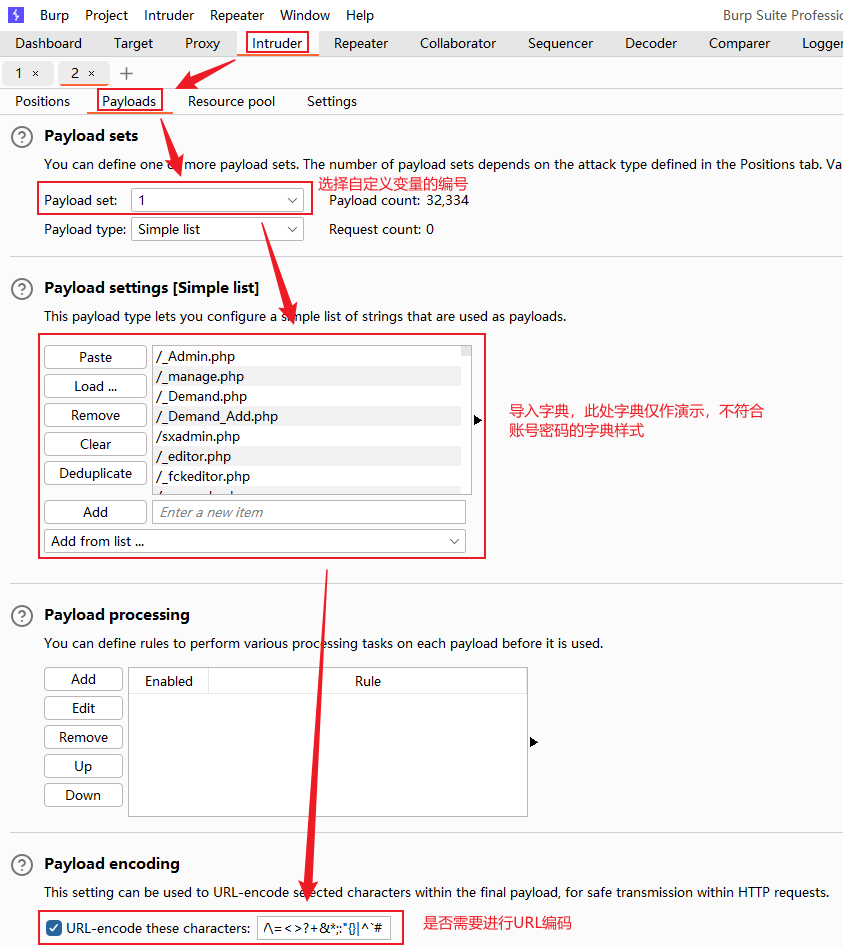 Burp Project Intruder Repeater Window Help Burp Suite Professio
Dashboard Target Proxy Intruder Repeater Collaborator Sequencer Decoder Comparer Logger
1 × 2 × +
Positions Payloads Resource pool Settings
? Payload sets
You can define one or more payload sets. The number of payload sets depends on the attack type defined in the Positions tab. Va
选择自定义变量的编号
Payload set: 1 Payload count: 32,334
Payload type: Simple list Request count: 0
? Payload settings [Simple list]
This payload type lets you configure a simple list of strings that are used as payloads.
Paste /_Admin.php
/_manage.php
Load ... /_Demand.php
Remove /_Demand_Add.php
Clear /sxadmin.php
/_editor.php
Deduplicate /_fckeditor.php
导入字典，此处字典仅作演示，不符合
账号密码的字典样式
Add Enter a new item
Add from list ...
? Payload processing
You can define rules to perform various processing tasks on each payload before it is used.
Add Enabled Rule
Edit
Remove
Up
Down
? Payload encoding
This setting can be used to URL-encode selected characters within the final payload, for safe transmission within HTTP requests.
URL-encode these characters: /\=<>?+&*;:"{}|^`#
是否需要进行URL编码